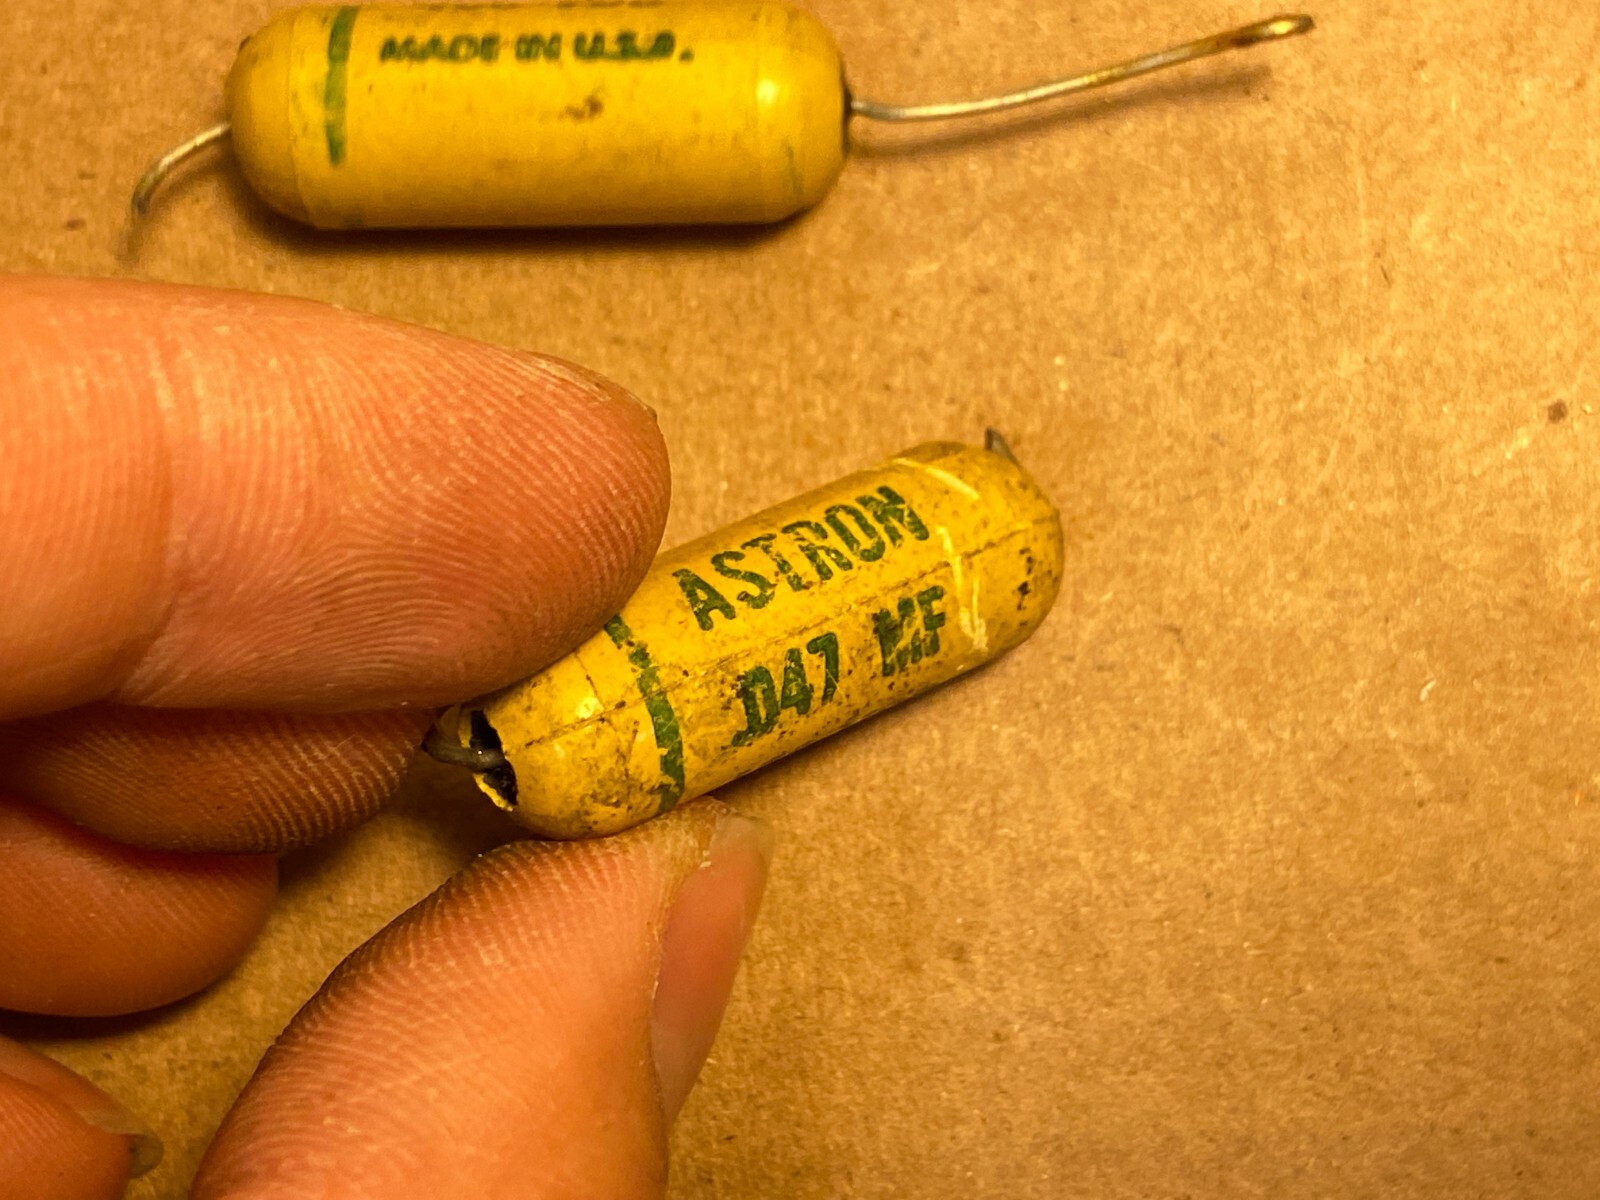 MADE IN U.S.A.
ASTRON
.047 MF